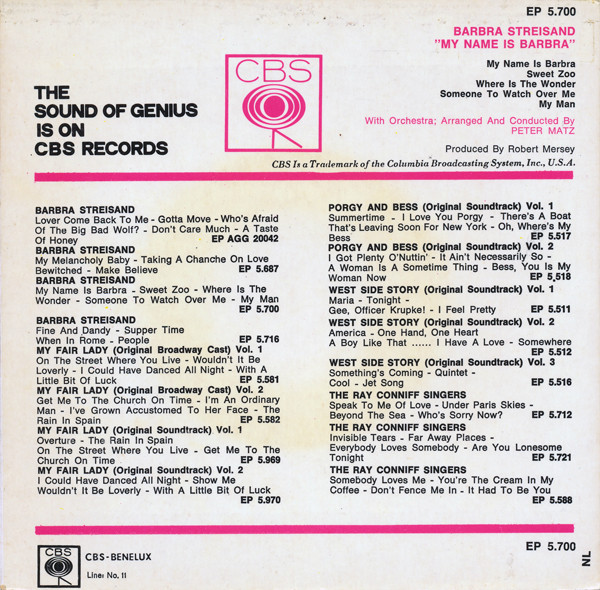 EP 5.700
BARBRA STREISAND
"MY NAME IS BARBRA"
My Name Is Barbra
Sweet Zoo
Where Is The Wonder
Someone To Watch Over Me
My Man
With Orchestra; Arranged And Conducted By
PETER MATZ
Produced By Robert Mersey
CBS Is a Trademark of the Columbia Broadcasting System, Inc., U.S.A.
CBS
THE
SOUND OF GENIUS
IS ON
CBS RECORDS
BARBRA STREISAND
Lover Come Back To Me - Gotta Move - Who's Afraid
Of The Big Bad Wolf? - Don't Care Much - A Taste
Of Honey EP AGG 20042
BARBRA STREISAND
My Melancholy Baby - Taking A Chanche On Love
Bewitched - Make Believe EP 5.687
BARBRA STREISAND
My Name Is Barbra - Sweet Zoo - Where Is The
Wonder - Someone To Watch Over Me - My Man
EP 5.700
BARBRA STREISAND
Fine And Dandy - Supper Time
When In Rome - People EP 5.716
MY FAIR LADY (Original Broadway Cast) Vol. 1
On The Street Where You Live - Wouldn't It Be
Loverly - I Could Have Danced All Night - With A
Little Bit Of Luck EP 5.581
MY FAIR LADY (Original Broadway Cast) Vol. 2
Get Me To The Church On Time - I'm An Ordinary
Man - I've Grown Accustomed To Her Face - The
Rain In Spain EP 5.582
MY FAIR LADY (Original Soundtrack) Vol. 1
Overture - The Rain In Spain
On The Street Where You Live - Get Me To The
Church On Time EP 5.969
MY FAIR LADY (Original Soundtrack) Vol. 2
I Could Have Danced All Night - Show Me
Wouldn't It Be Loverly - With A Little Bit Of Luck
EP 5.970
PORGY AND BESS (Original Soundtrack) Vol. 1
Summertime - I Love You Porgy - There's A Boat
That's Leaving Soon For New York - Oh, Where's My
Bess EP 5.517
PORGY AND BESS (Original Soundtrack) Vol. 2
I Got Plenty O'Nuttin' - It Ain't Necessarily So -
A Woman Is A Sometime Thing - Bess, You Is My
Woman Now EP 5,518
WEST SIDE STORY (Original Soundtrack) Vol. 1
Maria - Tonight -
Gee, Officer Krupke! - I Feel Pretty EP 5.511
WEST SIDE STORY (Original Soundtrack) Vol. 2
America - One Hand, One Heart
A Boy Like That ...... I Have A Love - Somewhere
EP 5.512
WEST SIDE STORY (Original Soundtrack) Vol. 3
Something's Coming - Quintet -
Cool - Jet Song EP 5.516
THE RAY CONNIFF SINGERS
Speak To Me Of Love - Under Paris Skies -
Beyond The Sea - Who's Sorry Now? EP 5.712
THE RAY CONNIFF SINGERS
Invisible Tears - Far Away Places -
Everybody Loves Somebody - Are You Lonesome
Tonight EP 5.721
THE RAY CONNIFF SINGERS
Somebody Loves Me - You're The Cream In My
Coffee - Don't Fence Me In - It Had To Be You
EP 5.588
CBS
CBS-BENELUX
Line: No. 11
EP 5.700
NL